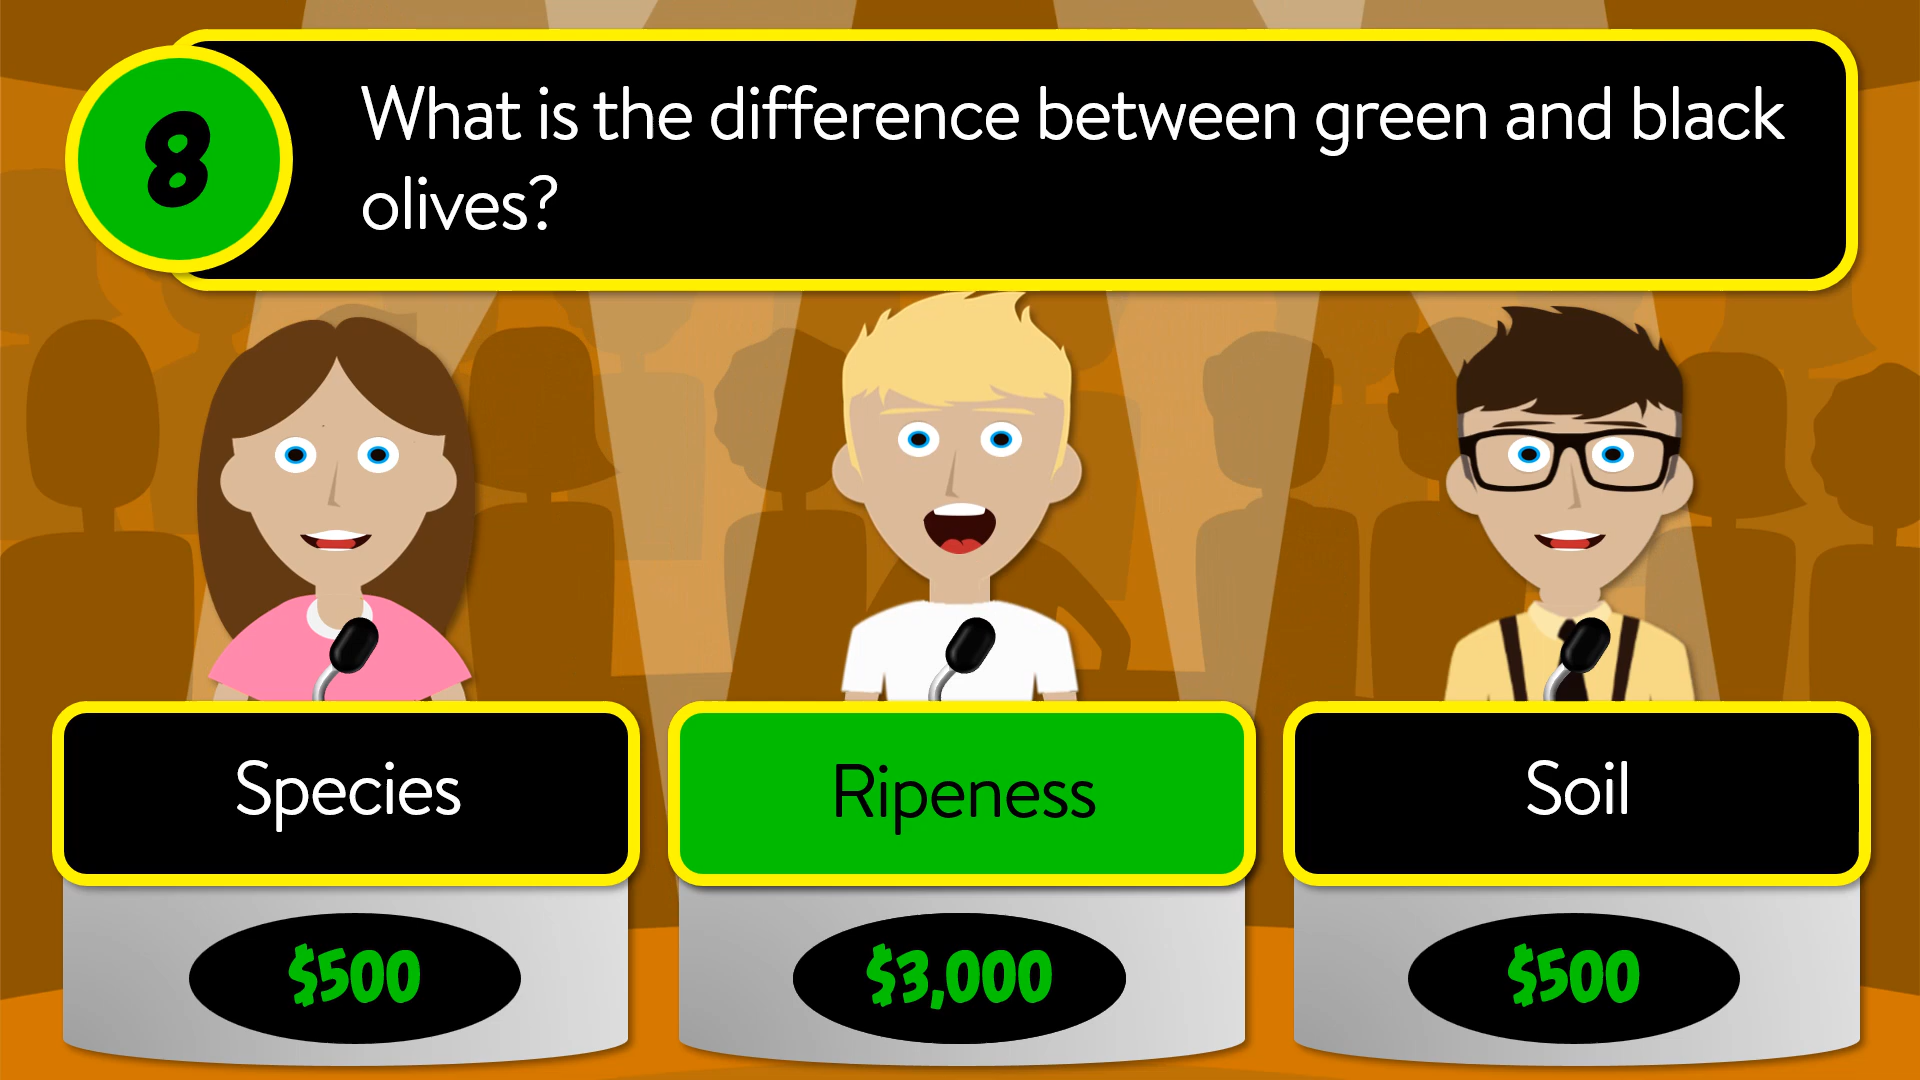 8
What is the difference between green and black
olives?
Species
Ripeness
Soil
$500
$3,000
$500